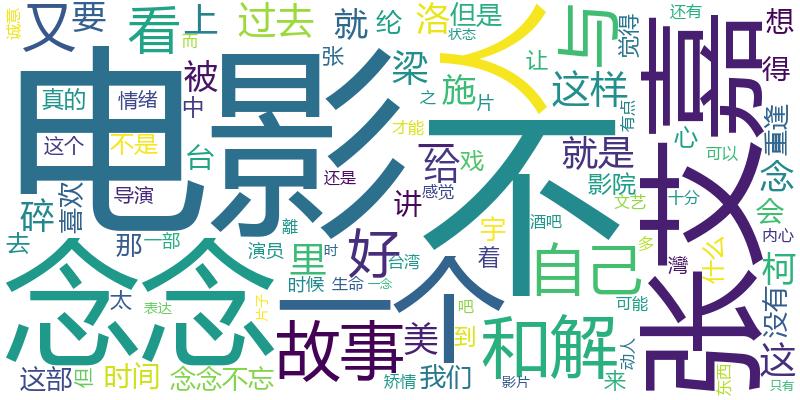 诚意
又
要
看
上
而
过去
就
纶
洛
但是
状态
人
与
还有
觉得
想
得
电影
被
张
中
梁
之
施
片
让
这样
有点
张艾嘉
真的
情绪
这个
不是
不
才能
给
戏
就是
心
重逢
台
喜欢
导演
还是
讲
感觉
影院
念
可以
碎
去
那
一部
演员
離
时
好
里
宇
着
酒吧
文艺
十分
会
内心
念念
一个
自己
多
灣
什么
柯
太
表达
时候
生命
台湾
一念
可能
没有
片子
故事
美
吧
到
和解
动人
这
这部
但
时间
念念不忘
矫情
我们
影片
来
东西
只有